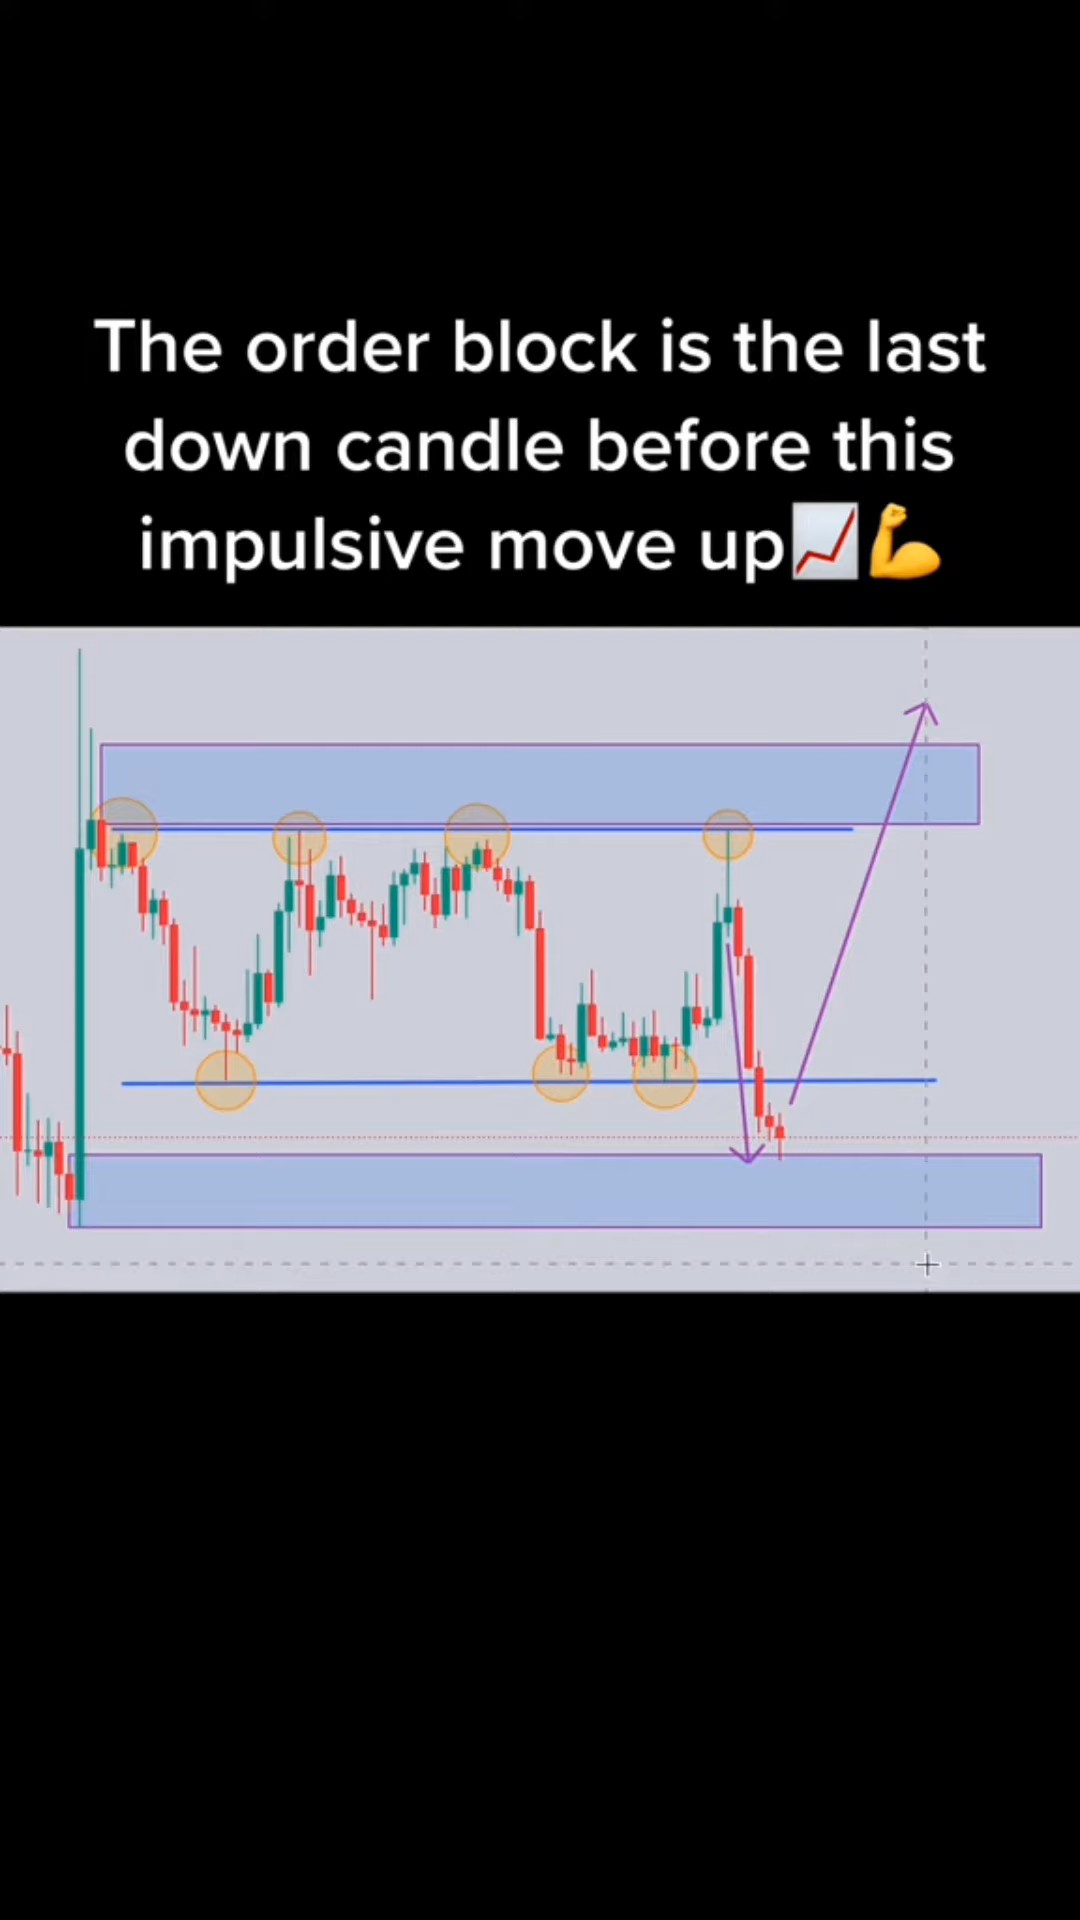 The order block is the last
down candle before this
impulsive move up📈💪